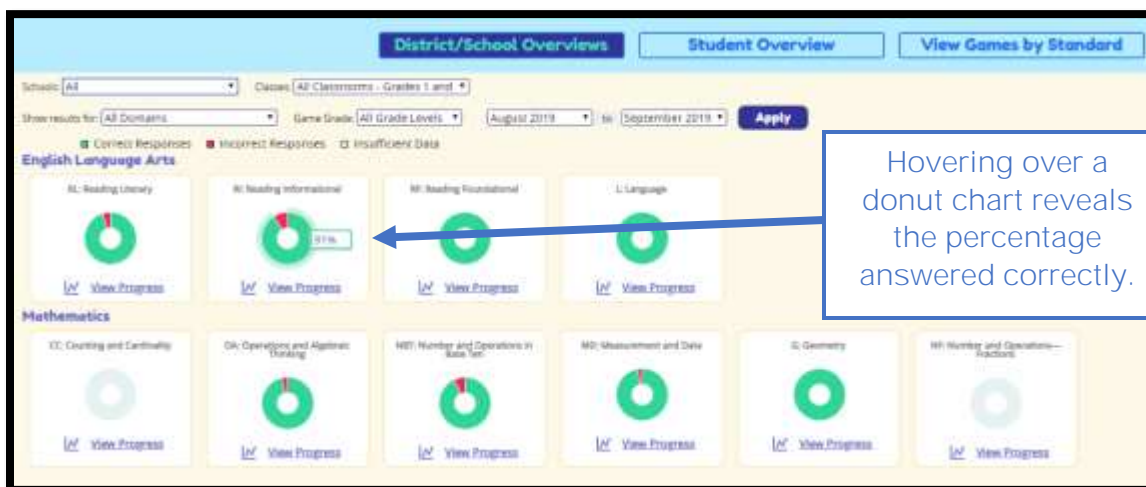 District/School Overviews Student Overview View Games by Standard
Schools: All Classes: All Classrooms - Grades 1 and
Show results for: All Domains Game Grade: All Grade Levels August 2019 to September 2019 Apply
Correct Responses Incorrect Responses Insufficient Data
English Language Arts
RL: Reading Literary RI: Reading Informational RF: Reading Foundational L: Language
91%
View Progress View Progress View Progress View Progress
Hovering over a
donut chart reveals
the percentage
answered correctly.
Mathematics
CC: Counting and Cardinality OA: Operations and Algebraic Thinking NBT: Number and Operations in Base Ten MD: Measurement and Data G: Geometry NF: Number and Operations—Fractions
View Progress View Progress View Progress View Progress View Progress View Progress